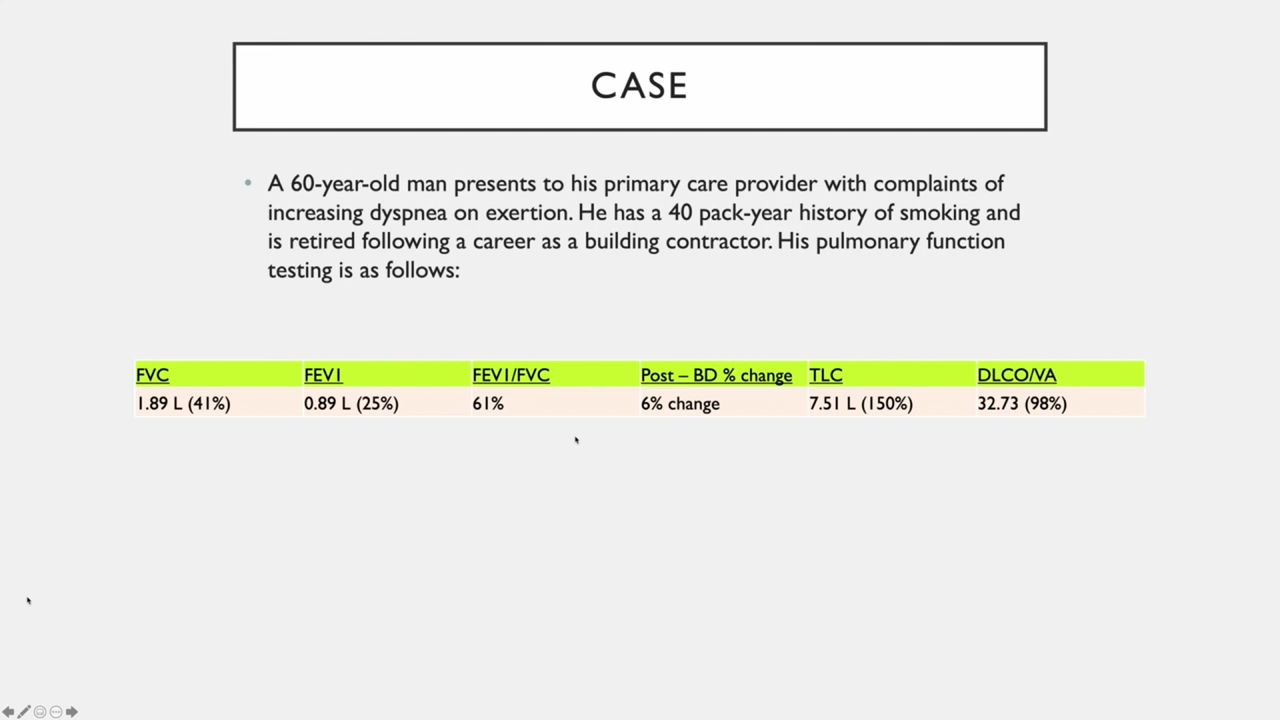 CASE
• A 60-year-old man presents to his primary care provider with complaints of
increasing dyspnea on exertion. He has a 40 pack-year history of smoking and
is retired following a career as a building contractor. His pulmonary function
testing is as follows:
FVC FEV1 FEV1/FVC Post – BD % change TLC DLCO/VA
1.89 L (41%) 0.89 L (25%) 61% 6% change 7.51 L (150%) 32.73 (98%)